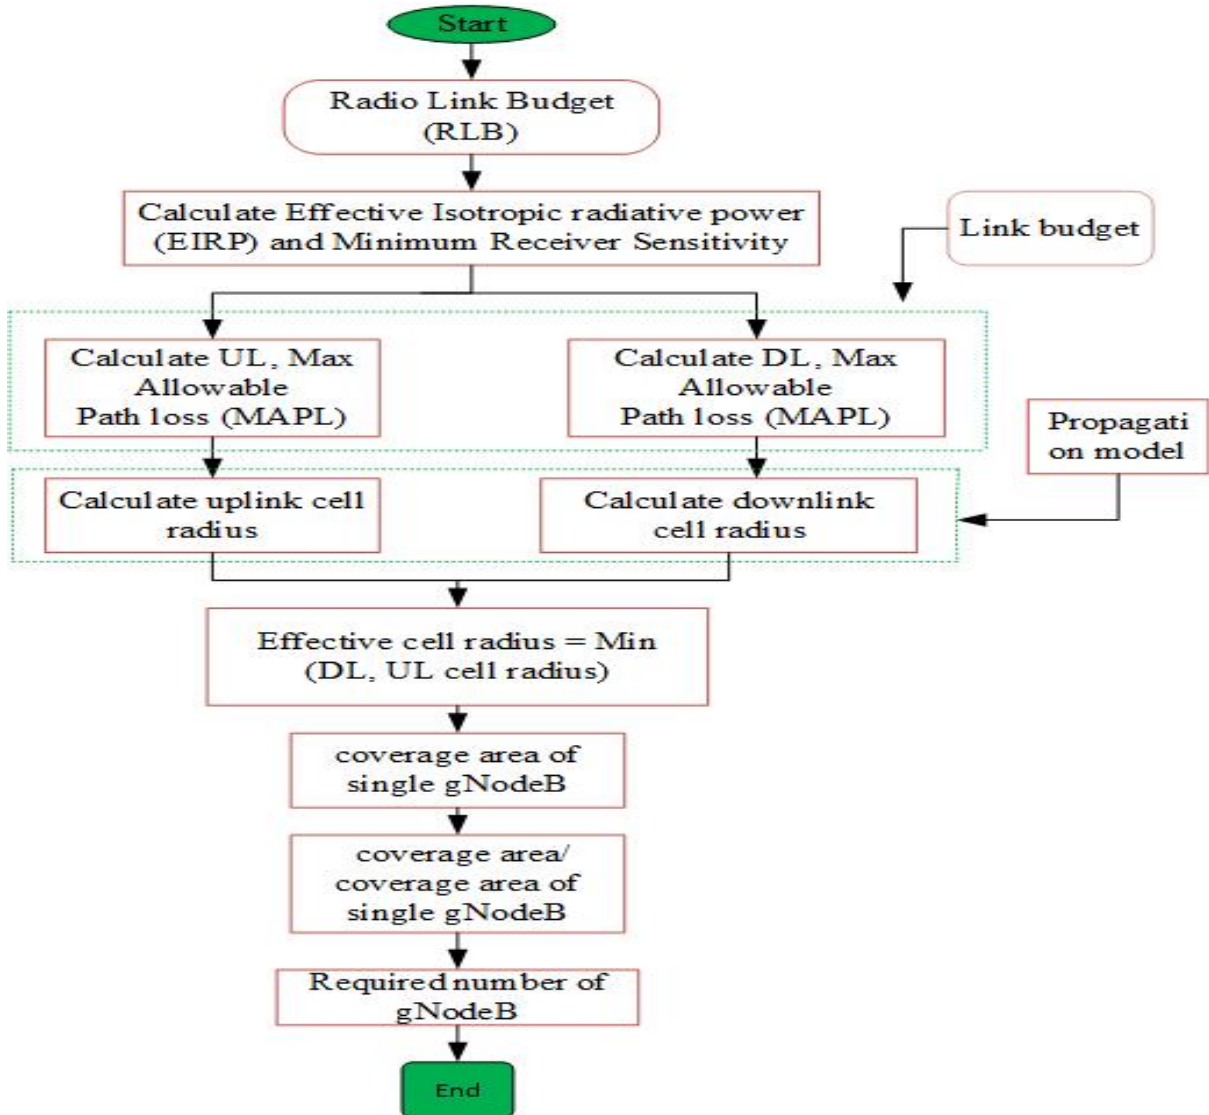 Start
Radio Link Budget
(RLB)
Calculate Effective Isotropic radiative power
(EIRP) and Minimum Receiver Sensitivity
Link budget
Calculate UL, Max
Allowable
Path loss (MAPL)
Calculate DL, Max
Allowable
Path loss (MAPL)
Propagati
on model
Calculate uplink cell
radius
Calculate downlink
cell radius
Effective cell radius = Min
(DL, UL cell radius)
coverage area of
single gNodeB
coverage area/
coverage area of
single gNodeB
Required number of
gNodeB
End